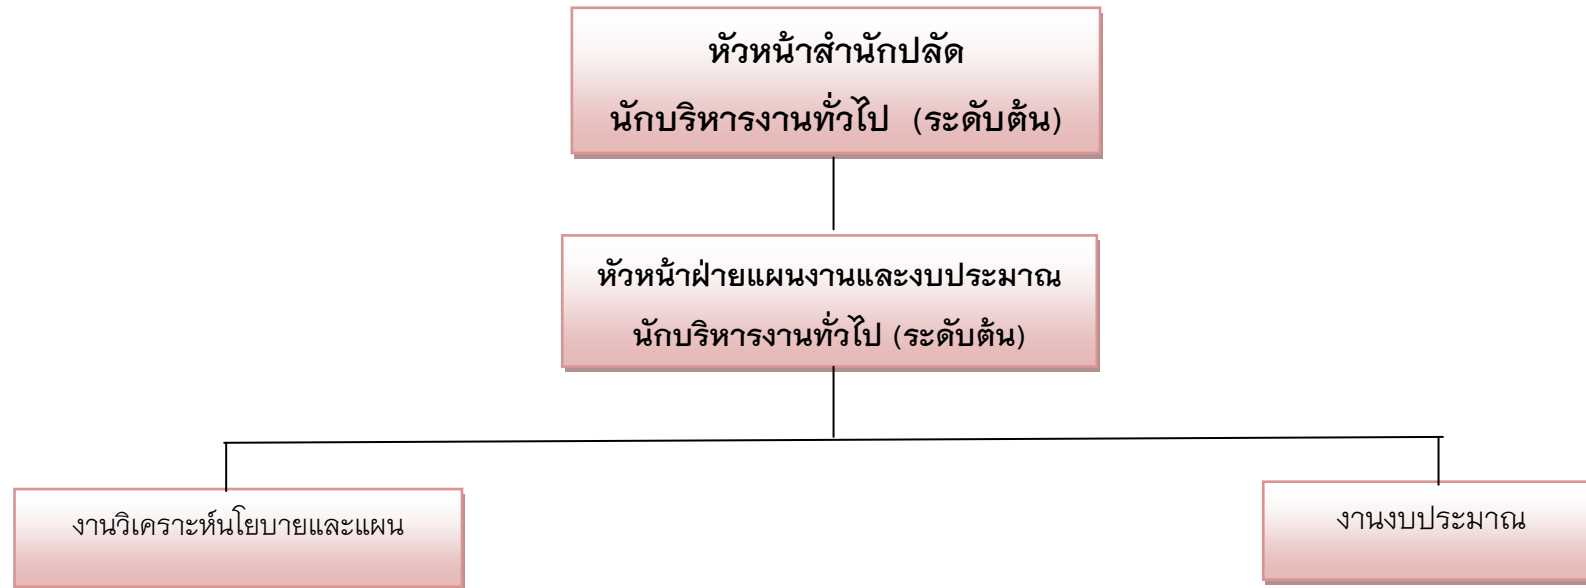 หัวหน้าสำนักปลัด
นักบริหารงานทั่วไป (ระดับต้น)
หัวหน้าฝ่ายแผนงานและงบประมาณ
นักบริหารงานทั่วไป (ระดับต้น)
งานวิเคราะห์นโยบายและแผน
งานงบประมาณ